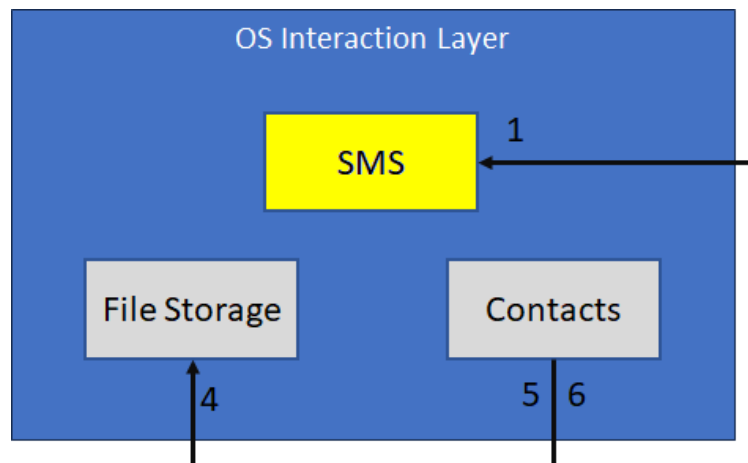 OS Interaction Layer
1
SMS
File Storage
Contacts
4
5 6